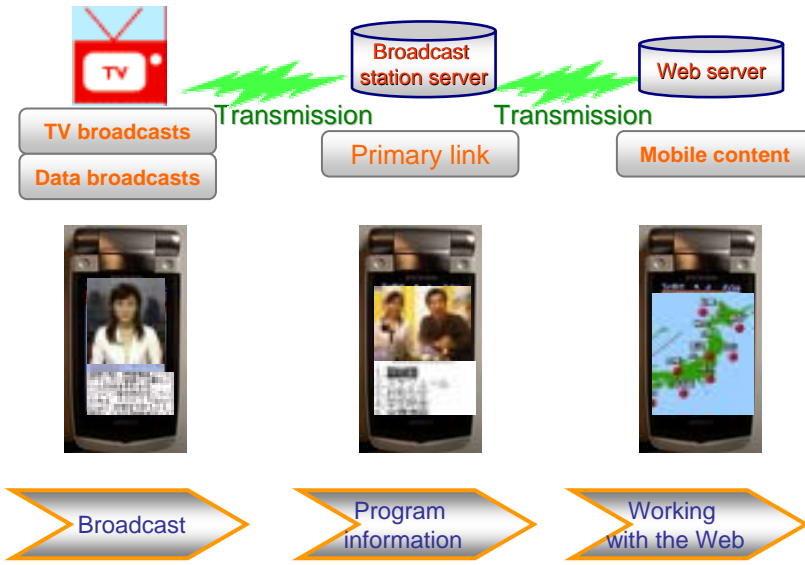 TV
Broadcast
station server
Web server
Transmission
Transmission
TV broadcasts
Data broadcasts
Primary link
Mobile content
Broadcast
Program
information
Working
with the Web